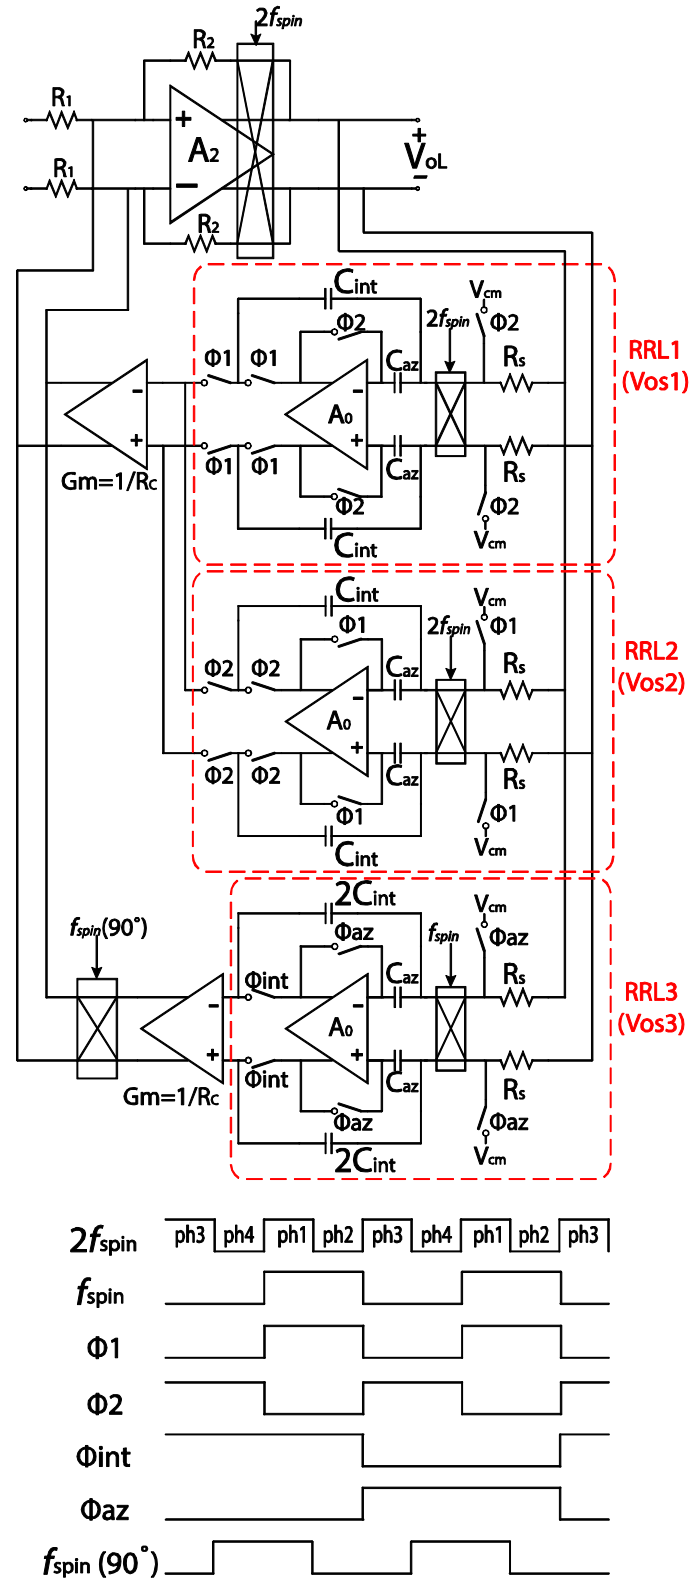 2fspin
R2
R1
A2
+
−
+
VoL
−
R1
R2
Cint
Vcm
Φ2
2fspin
Φ2
Φ1 Φ1
Caz
Rs
RRL1
(Vos1)
−
A0
+
−
+
Φ1 Φ1
Caz
Rs
Gm=1/Rc
Φ2
Φ2
Vcm
Cint
Cint
Vcm
Φ1
2fspin
Φ1
Φ2 Φ2
Caz
Rs
RRL2
(Vos2)
−
A0
+
Φ2 Φ2
Caz
Rs
Φ1
Φ1
Vcm
Cint
2Cint
Vcm
fspin(90°)
Φaz
fspin
Φaz
Φint
Caz
Rs
RRL3
(Vos3)
−
A0
+
−
+
Φint
Caz
Rs
Gm=1/Rc
Φaz
Φaz
Vcm
2Cint
2fspin ph3 ph4 ph1 ph2 ph3 ph4 ph1 ph2 ph3
fspin
Φ1
Φ2
Φint
Φaz
fspin (90°)